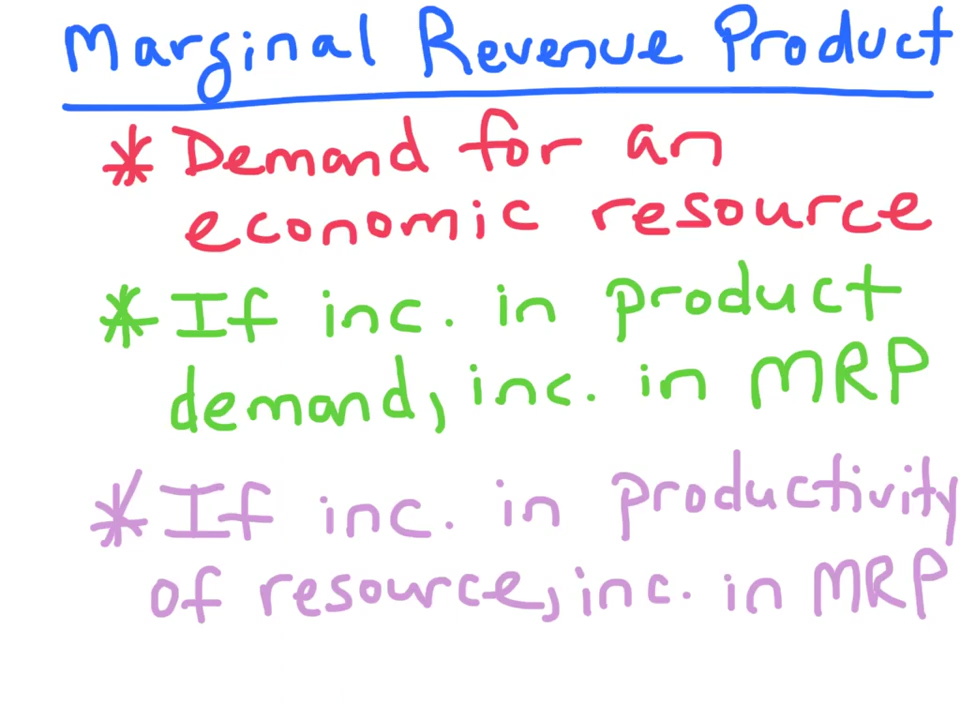 Marginal Revenue Product
* Demand for an
economic resource
* If inc. in product
demand, inc. in MRP
* If inc. in productivity
of resource, inc. in MRP